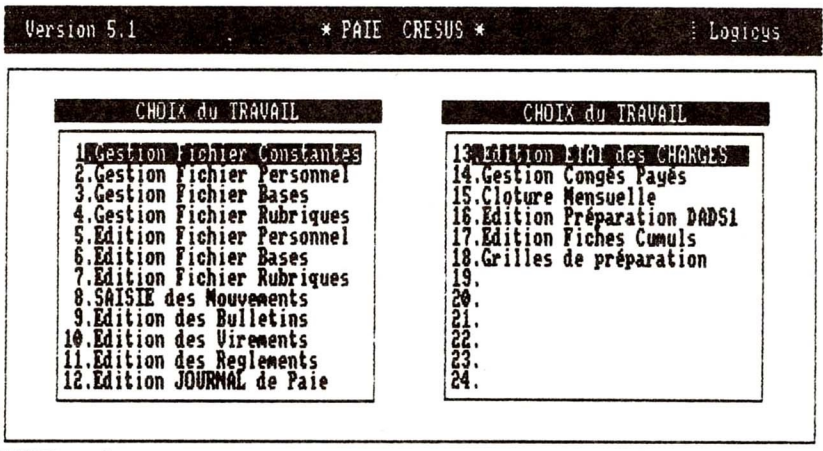 Version 5.1 * PAIE CRESUS * Logicys
CHOIX du TRAVAIL
1.Gestion Fichier Constantes
2.Gestion Fichier Personnel
3.Gestion Fichier Bases
4.Gestion Fichier Rubriques
5.Edition Fichier Personnel
6.Edition Fichier Bases
7.Edition Fichier Rubriques
8.SAISIE des Mouvements
9.Edition des Bulletins
10.Edition des Virements
11.Edition des Reglements
12.Edition JOURNAL de Paie
CHOIX du TRAVAIL
13.Edition ETAT des CHARGES
14.Gestion Congés Payés
15.Cloture Mensuelle
16.Edition Préparation DADS1
17.Edition Fiches Cumuls
18.Grilles de préparation
19.
20.
21.
22.
23.
24.